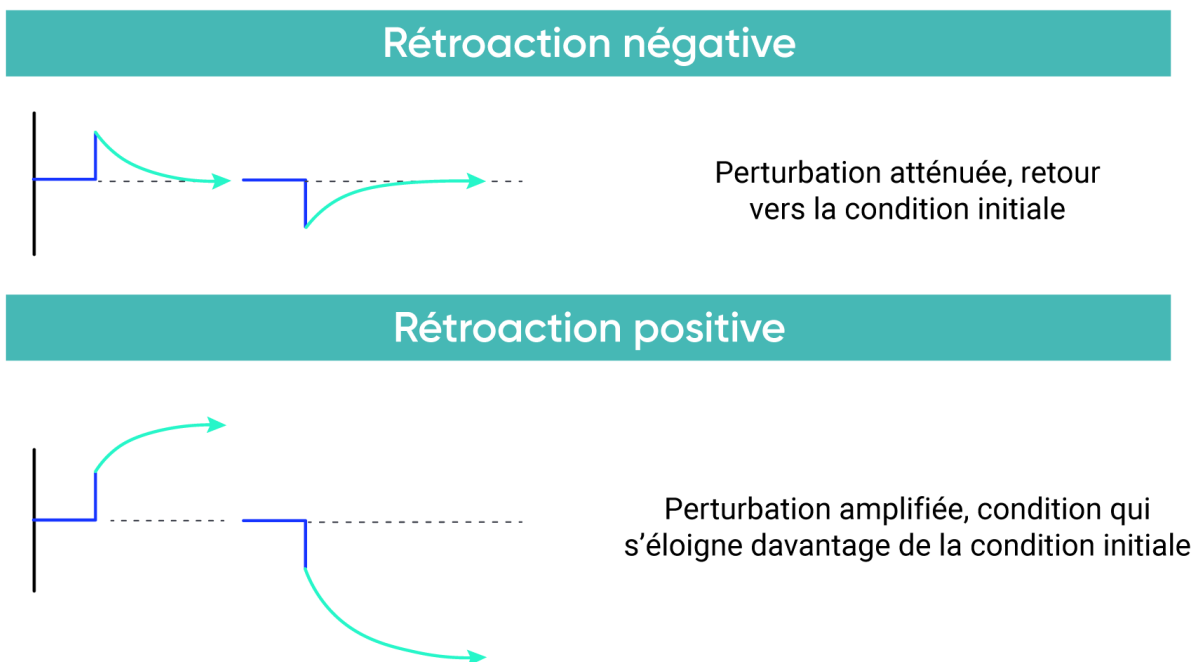 Rétroaction négative
Perturbation atténuée, retour
vers la condition initiale
Rétroaction positive
Perturbation amplifiée, condition qui
s’éloigne davantage de la condition initiale